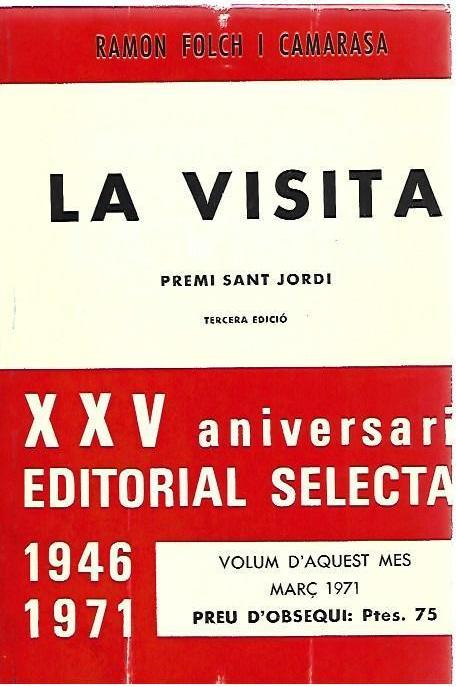 RAMON FOLCH I CAMARASA
LA VISITA
PREMI SANT JORDI
TERCERA EDICIÓ
XXV aniversari
EDITORIAL SELECTA
1946
1971
VOLUM D'AQUEST MES
MARÇ 1971
PREU D'OBSEQUI: Ptes. 75